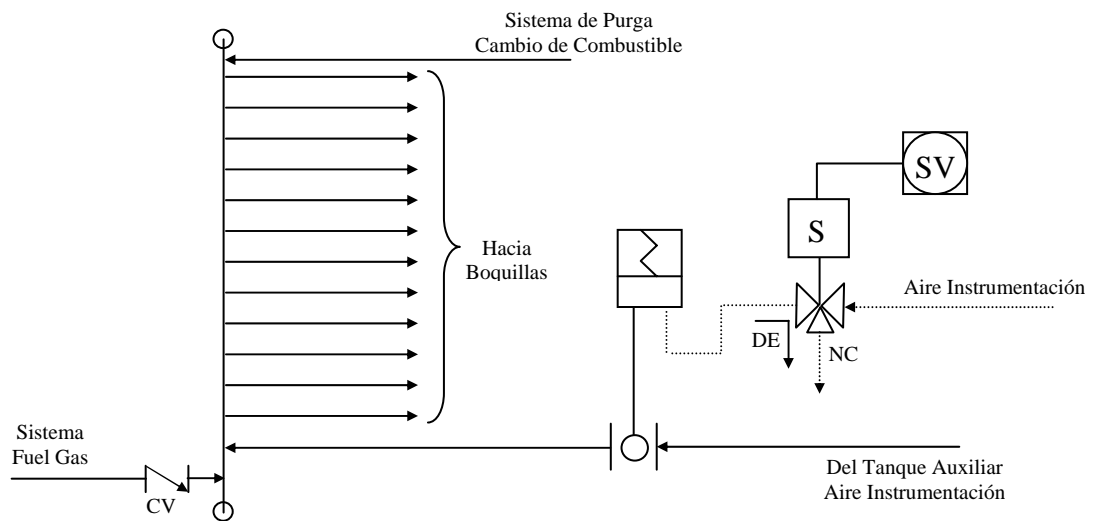 Sistema de Purga
Cambio de Combustible
SV
S
Hacia
Boquillas
Aire Instrumentación
DE
NC
Sistema
Fuel Gas
CV
Del Tanque Auxiliar
Aire Instrumentación